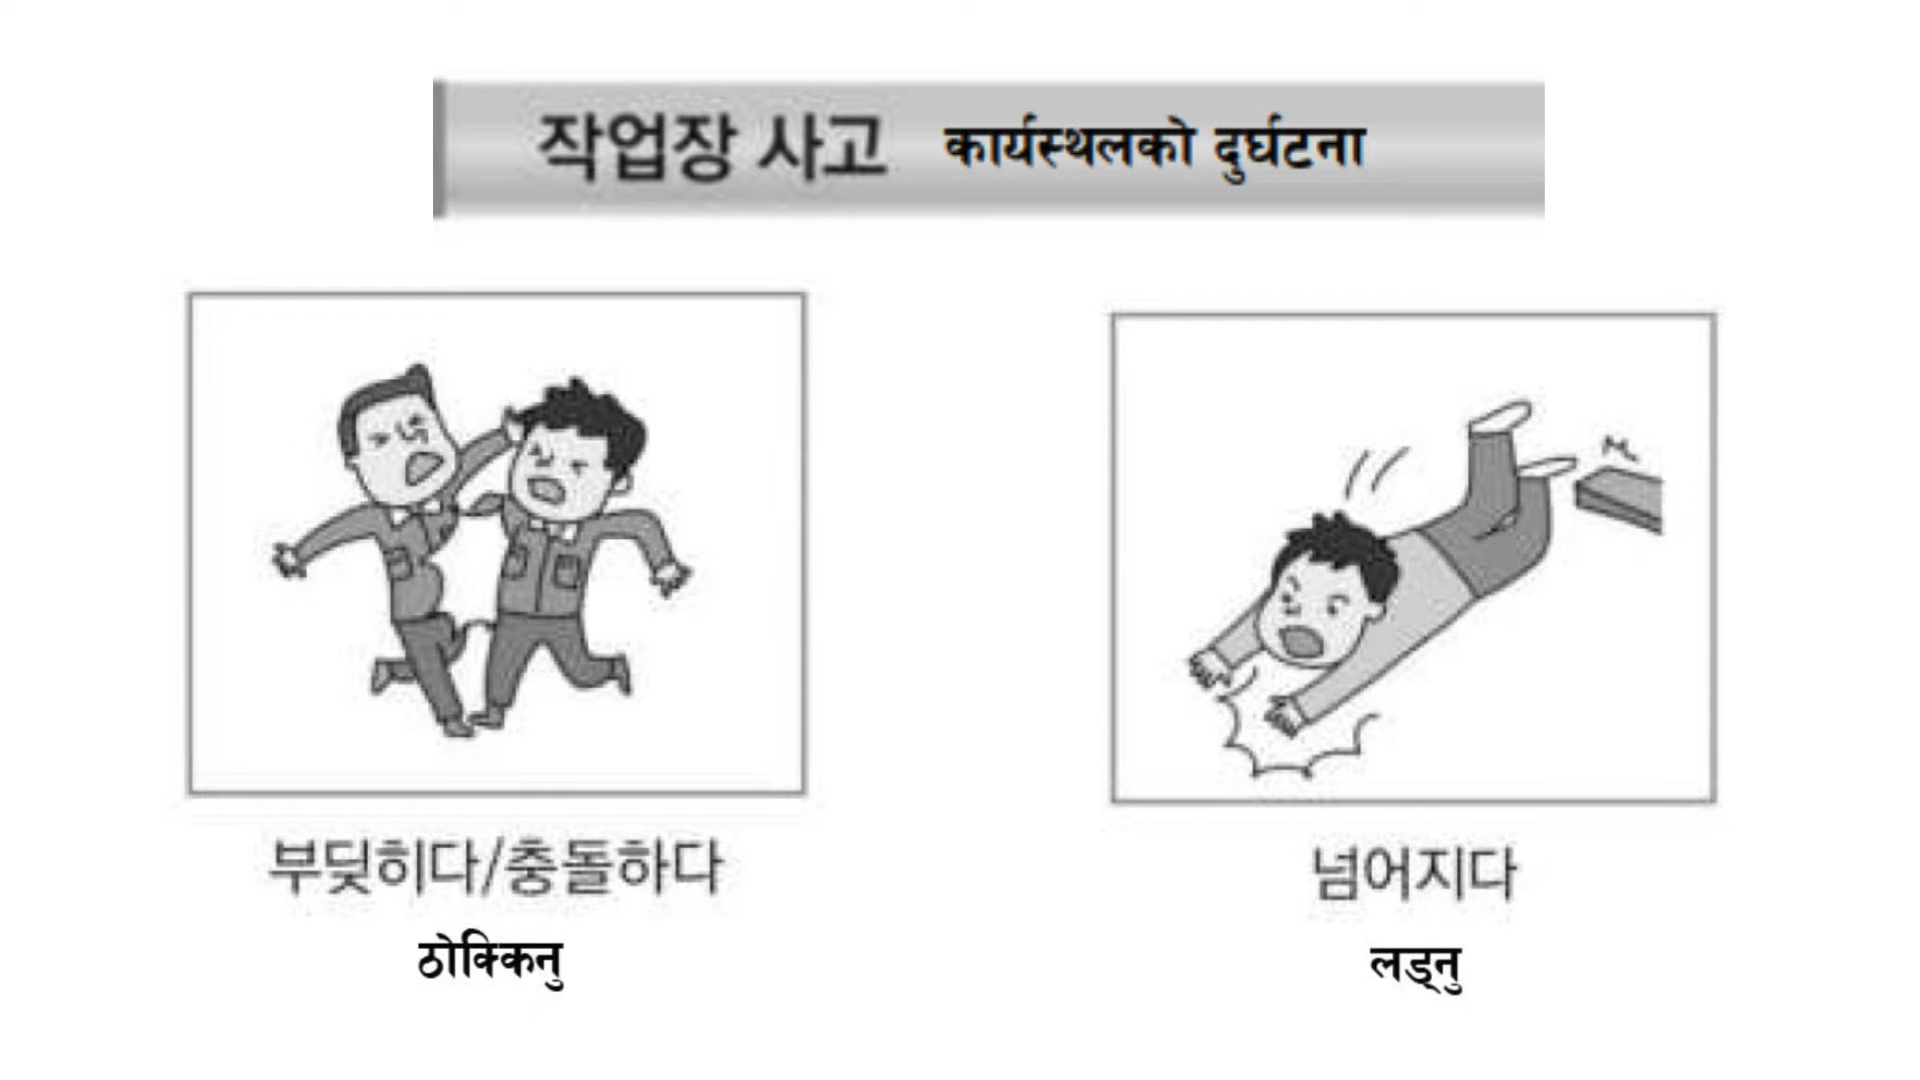 작업장 사고 कार्यस्थलको दुर्घटना
부딪히다/충돌하다
넘어지다
ठोक्किनु
लड्नु